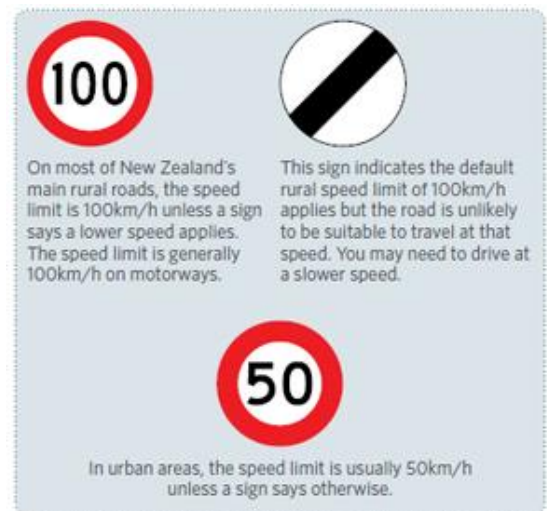 100
On most of New Zealand's
main rural roads, the speed
limit is 100km/h unless a sign
says a lower speed applies.
The speed limit is generally
100km/h on motorways.
This sign indicates the default
rural speed limit of 100km/h
applies but the road is unlikely
to be suitable to travel at that
speed. You may need to drive at
a slower speed.
50
In urban areas, the speed limit is usually 50km/h
unless a sign says otherwise.